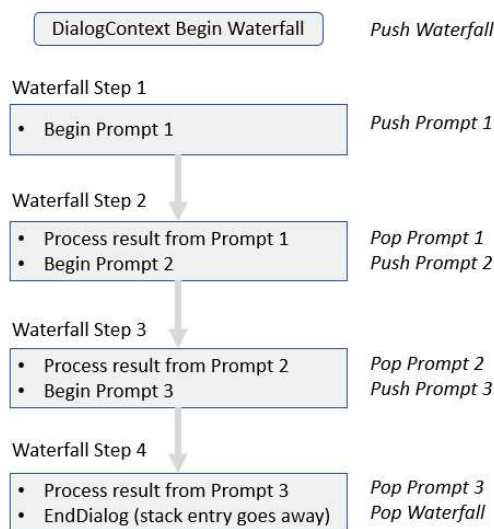 DialogContext Begin Waterfall
Push Waterfall
Waterfall Step 1
• Begin Prompt 1
Push Prompt 1
Waterfall Step 2
• Process result from Prompt 1
Pop Prompt 1
• Begin Prompt 2
Push Prompt 2
Waterfall Step 3
• Process result from Prompt 2
Pop Prompt 2
• Begin Prompt 3
Push Prompt 3
Waterfall Step 4
• Process result from Prompt 3
Pop Prompt 3
• EndDialog (stack entry goes away)
Pop Waterfall